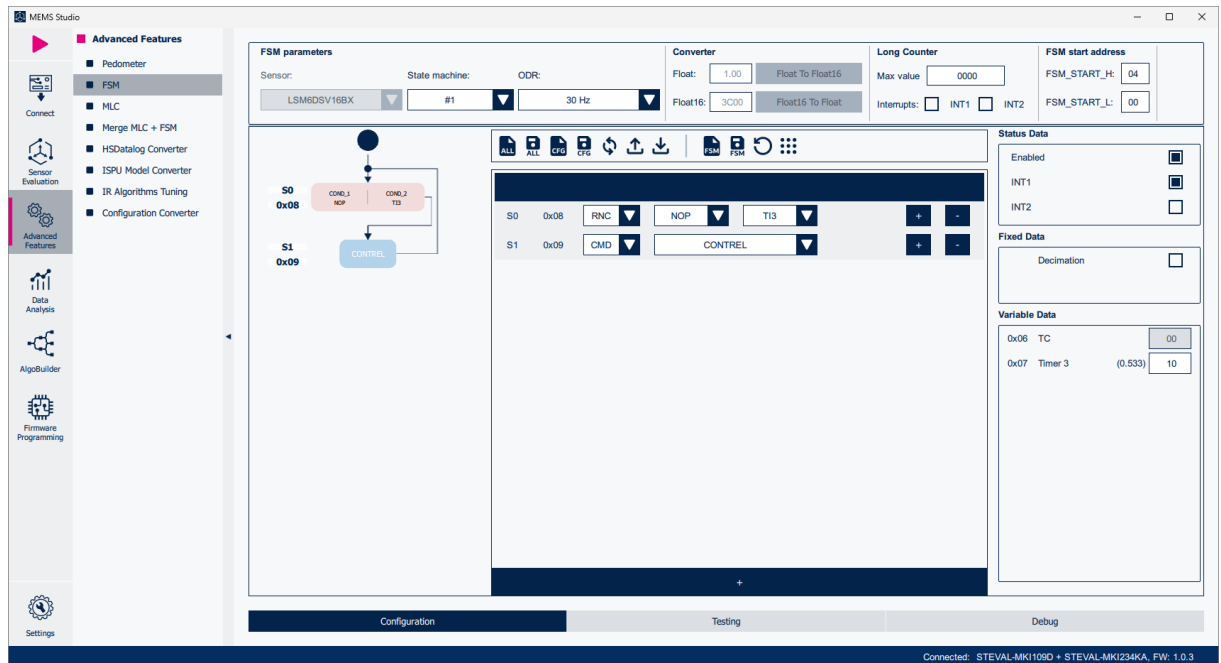 MEMS Studio
Connect
Sensor
Evaluation
Advanced
Features
Data
Analysis
AlgoBuilder
Firmware
Programming
Settings
Advanced Features
Pedometer
FSM
MLC
Merge MLC + FSM
HSDatalog Converter
ISPU Model Converter
IR Algorithms Tuning
Configuration Converter
FSM parameters
Sensor: State machine: ODR:
LSM6DSV16BX #1 30 Hz
Converter
Float: 1.00 Float To Float16
Float16: 3C00 Float16 To Float
Long Counter
Max value 0000
Interrupts: INT1 INT2
FSM start address
FSM_START_H: 04
FSM_START_L: 00
S0
0x08
COND_1 COND_2
NOP TI3
S1
0x09
CONTREL
ALL ALL CFG CFG FSM FSM
S0 0x08 RNC NOP TI3 + -
S1 0x09 CMD CONTREL + -
+
Status Data
Enabled
INT1
INT2
Fixed Data
Decimation
Variable Data
0x06 TC 00
0x07 Timer 3 (0.533) 10
Configuration Testing Debug
Connected: STEVAL-MKI109D + STEVAL-MKI234KA, FW: 1.0.3